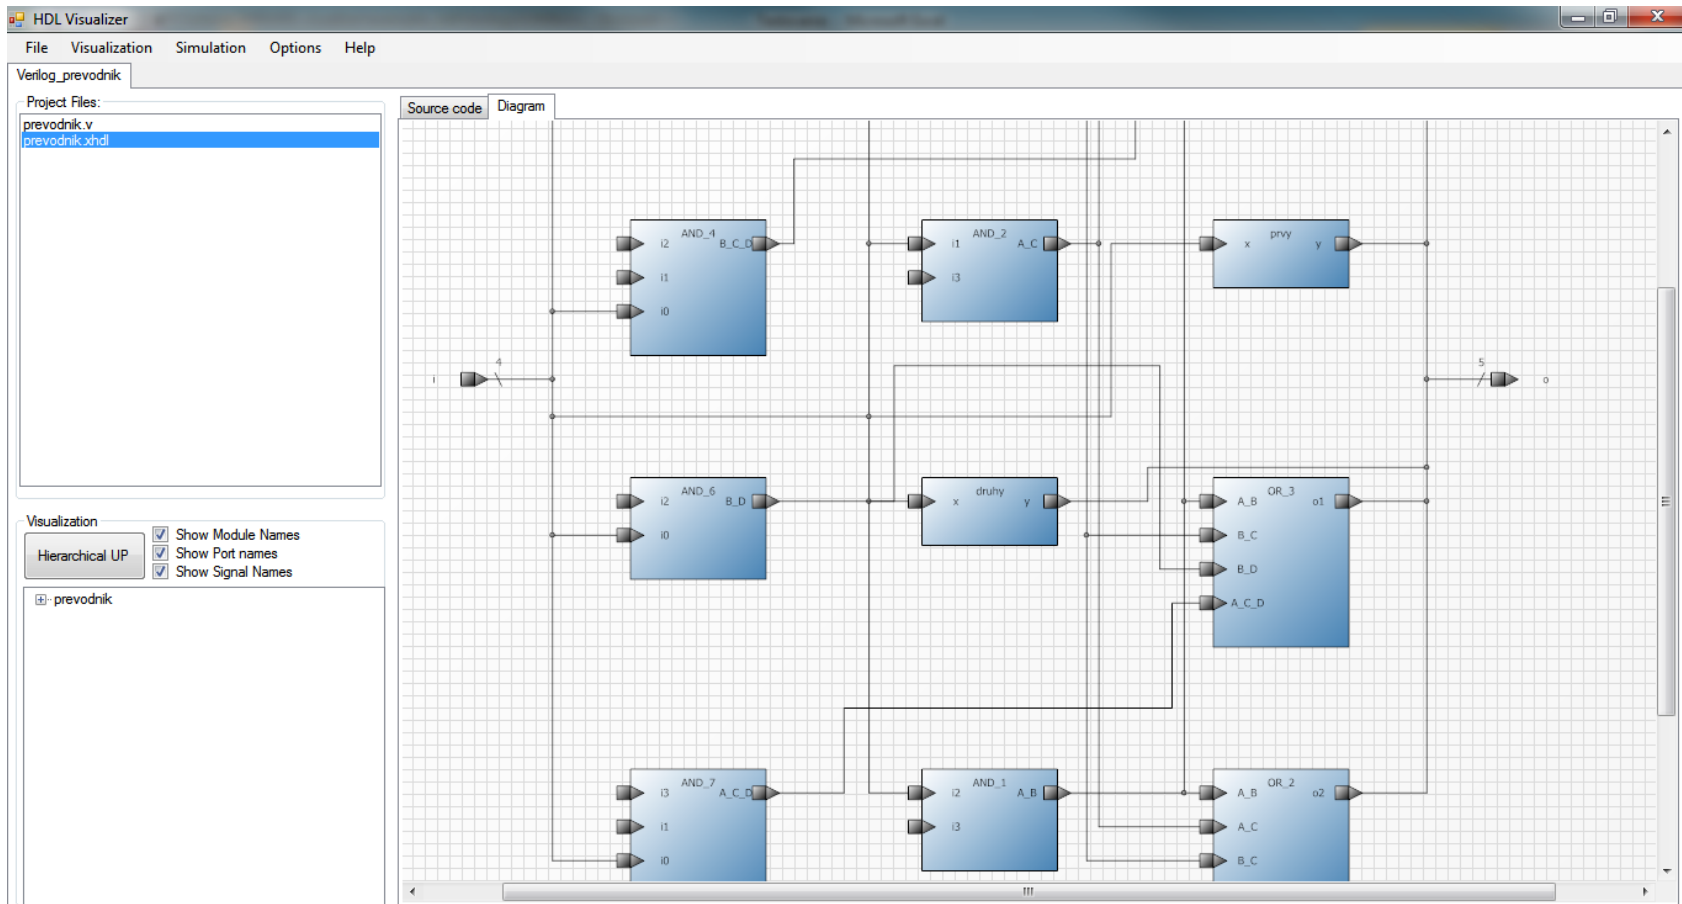 HDL Visualizer
File Visualization Simulation Options Help
Verilog_prevodnik
Project Files:
prevodnik.v
prevodnik.xhdl
Visualization
Hierarchical UP
Show Module Names
Show Port names
Show Signal Names
prevodnik
Source code Diagram
AND_4
i2 B_C_D
i1
i0
AND_2
i1 A_C
i3
prvy
x y
i 4
5 o
AND_6
i2 B_D
i0
druhy
x y
OR_3
A_B o1
B_C
B_D
A_C_D
AND_7
i3 A_C_D
i1
i0
AND_1
i2 A_B
i3
OR_2
A_B o2
A_C
B_C